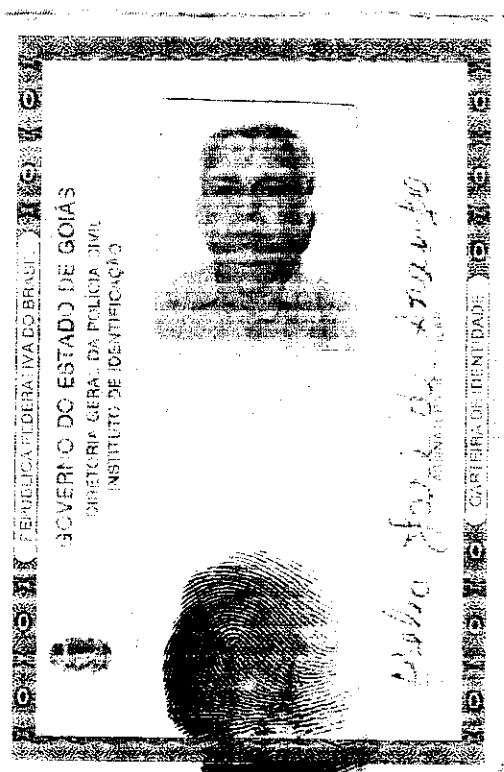 REPÚBLICA FEDERATIVA DO BRASIL
GOVERNO DO ESTADO DE GOIÁS
DIRETORIA GERAL DA POLÍCIA CIVIL
INSTITUTO DE IDENTIFICAÇÃO
CARTEIRA DE IDENTIDADE